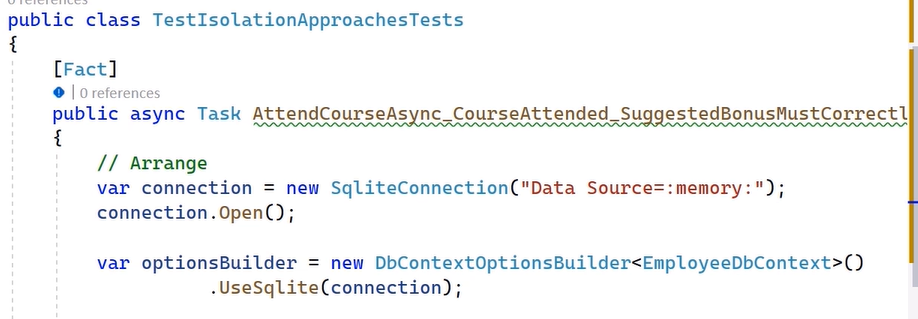 0 references
public class TestIsolationApproachesTests
{
[Fact]
| 0 references
public async Task AttendCourseAsync_CourseAttended_SuggestedBonusMustCorrectl
{
// Arrange
var connection = new SqliteConnection("Data Source=:memory:");
connection.Open();
var optionsBuilder = new DbContextOptionsBuilder<EmployeeDbContext>()
.UseSqlite(connection);